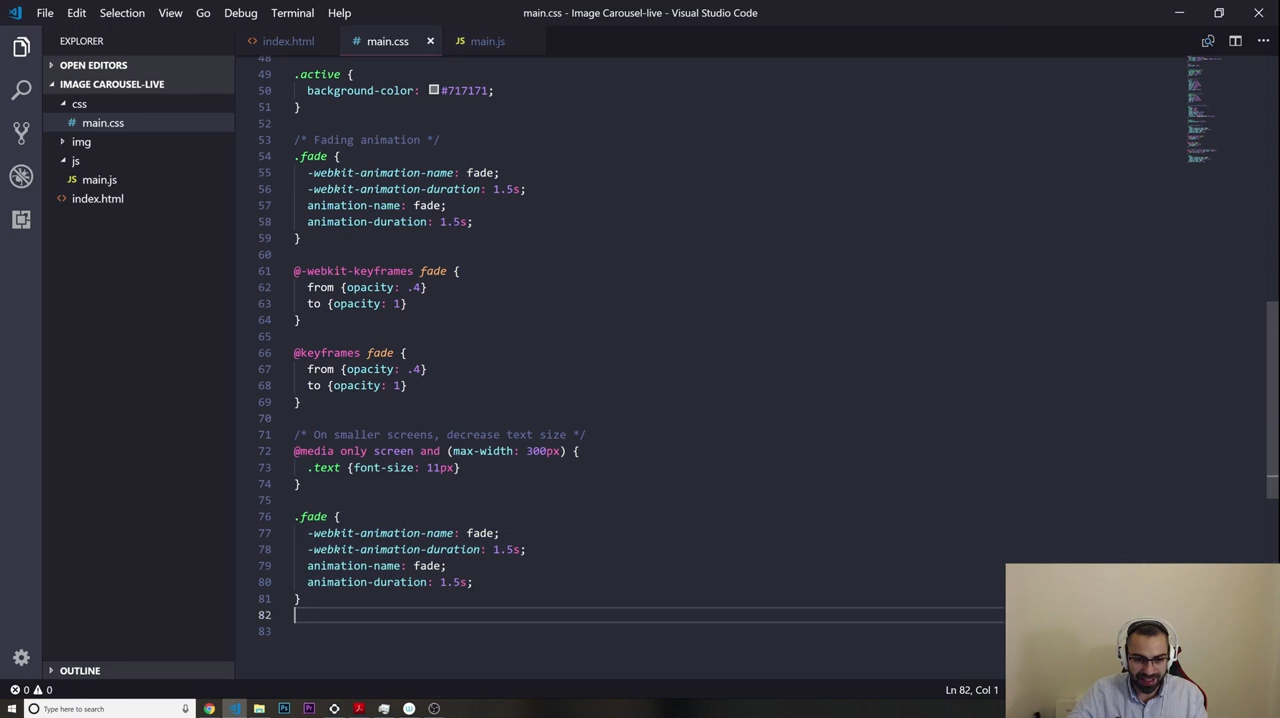 File Edit Selection View Go Debug Terminal Help
main.css - Image Carousel-live - Visual Studio Code
EXPLORER
OPEN EDITORS
IMAGE CAROUSEL-LIVE
css
# main.css
img
js
JS main.js
<> index.html
OUTLINE
<> index.html
# main.css
JS main.js
48
49 .active {
50 background-color: #717171;
51 }
52
53 /* Fading animation */
54 .fade {
55 -webkit-animation-name: fade;
56 -webkit-animation-duration: 1.5s;
57 animation-name: fade;
58 animation-duration: 1.5s;
59 }
60
61 @-webkit-keyframes fade {
62 from {opacity: .4}
63 to {opacity: 1}
64 }
65
66 @keyframes fade {
67 from {opacity: .4}
68 to {opacity: 1}
69 }
70
71 /* On smaller screens, decrease text size */
72 @media only screen and (max-width: 300px) {
73 .text {font-size: 11px}
74 }
75
76 .fade {
77 -webkit-animation-name: fade;
78 -webkit-animation-duration: 1.5s;
79 animation-name: fade;
80 animation-duration: 1.5s;
81 }
82
83
0 0
Ln 82, Col 1
Type here to search
Ps
Pr